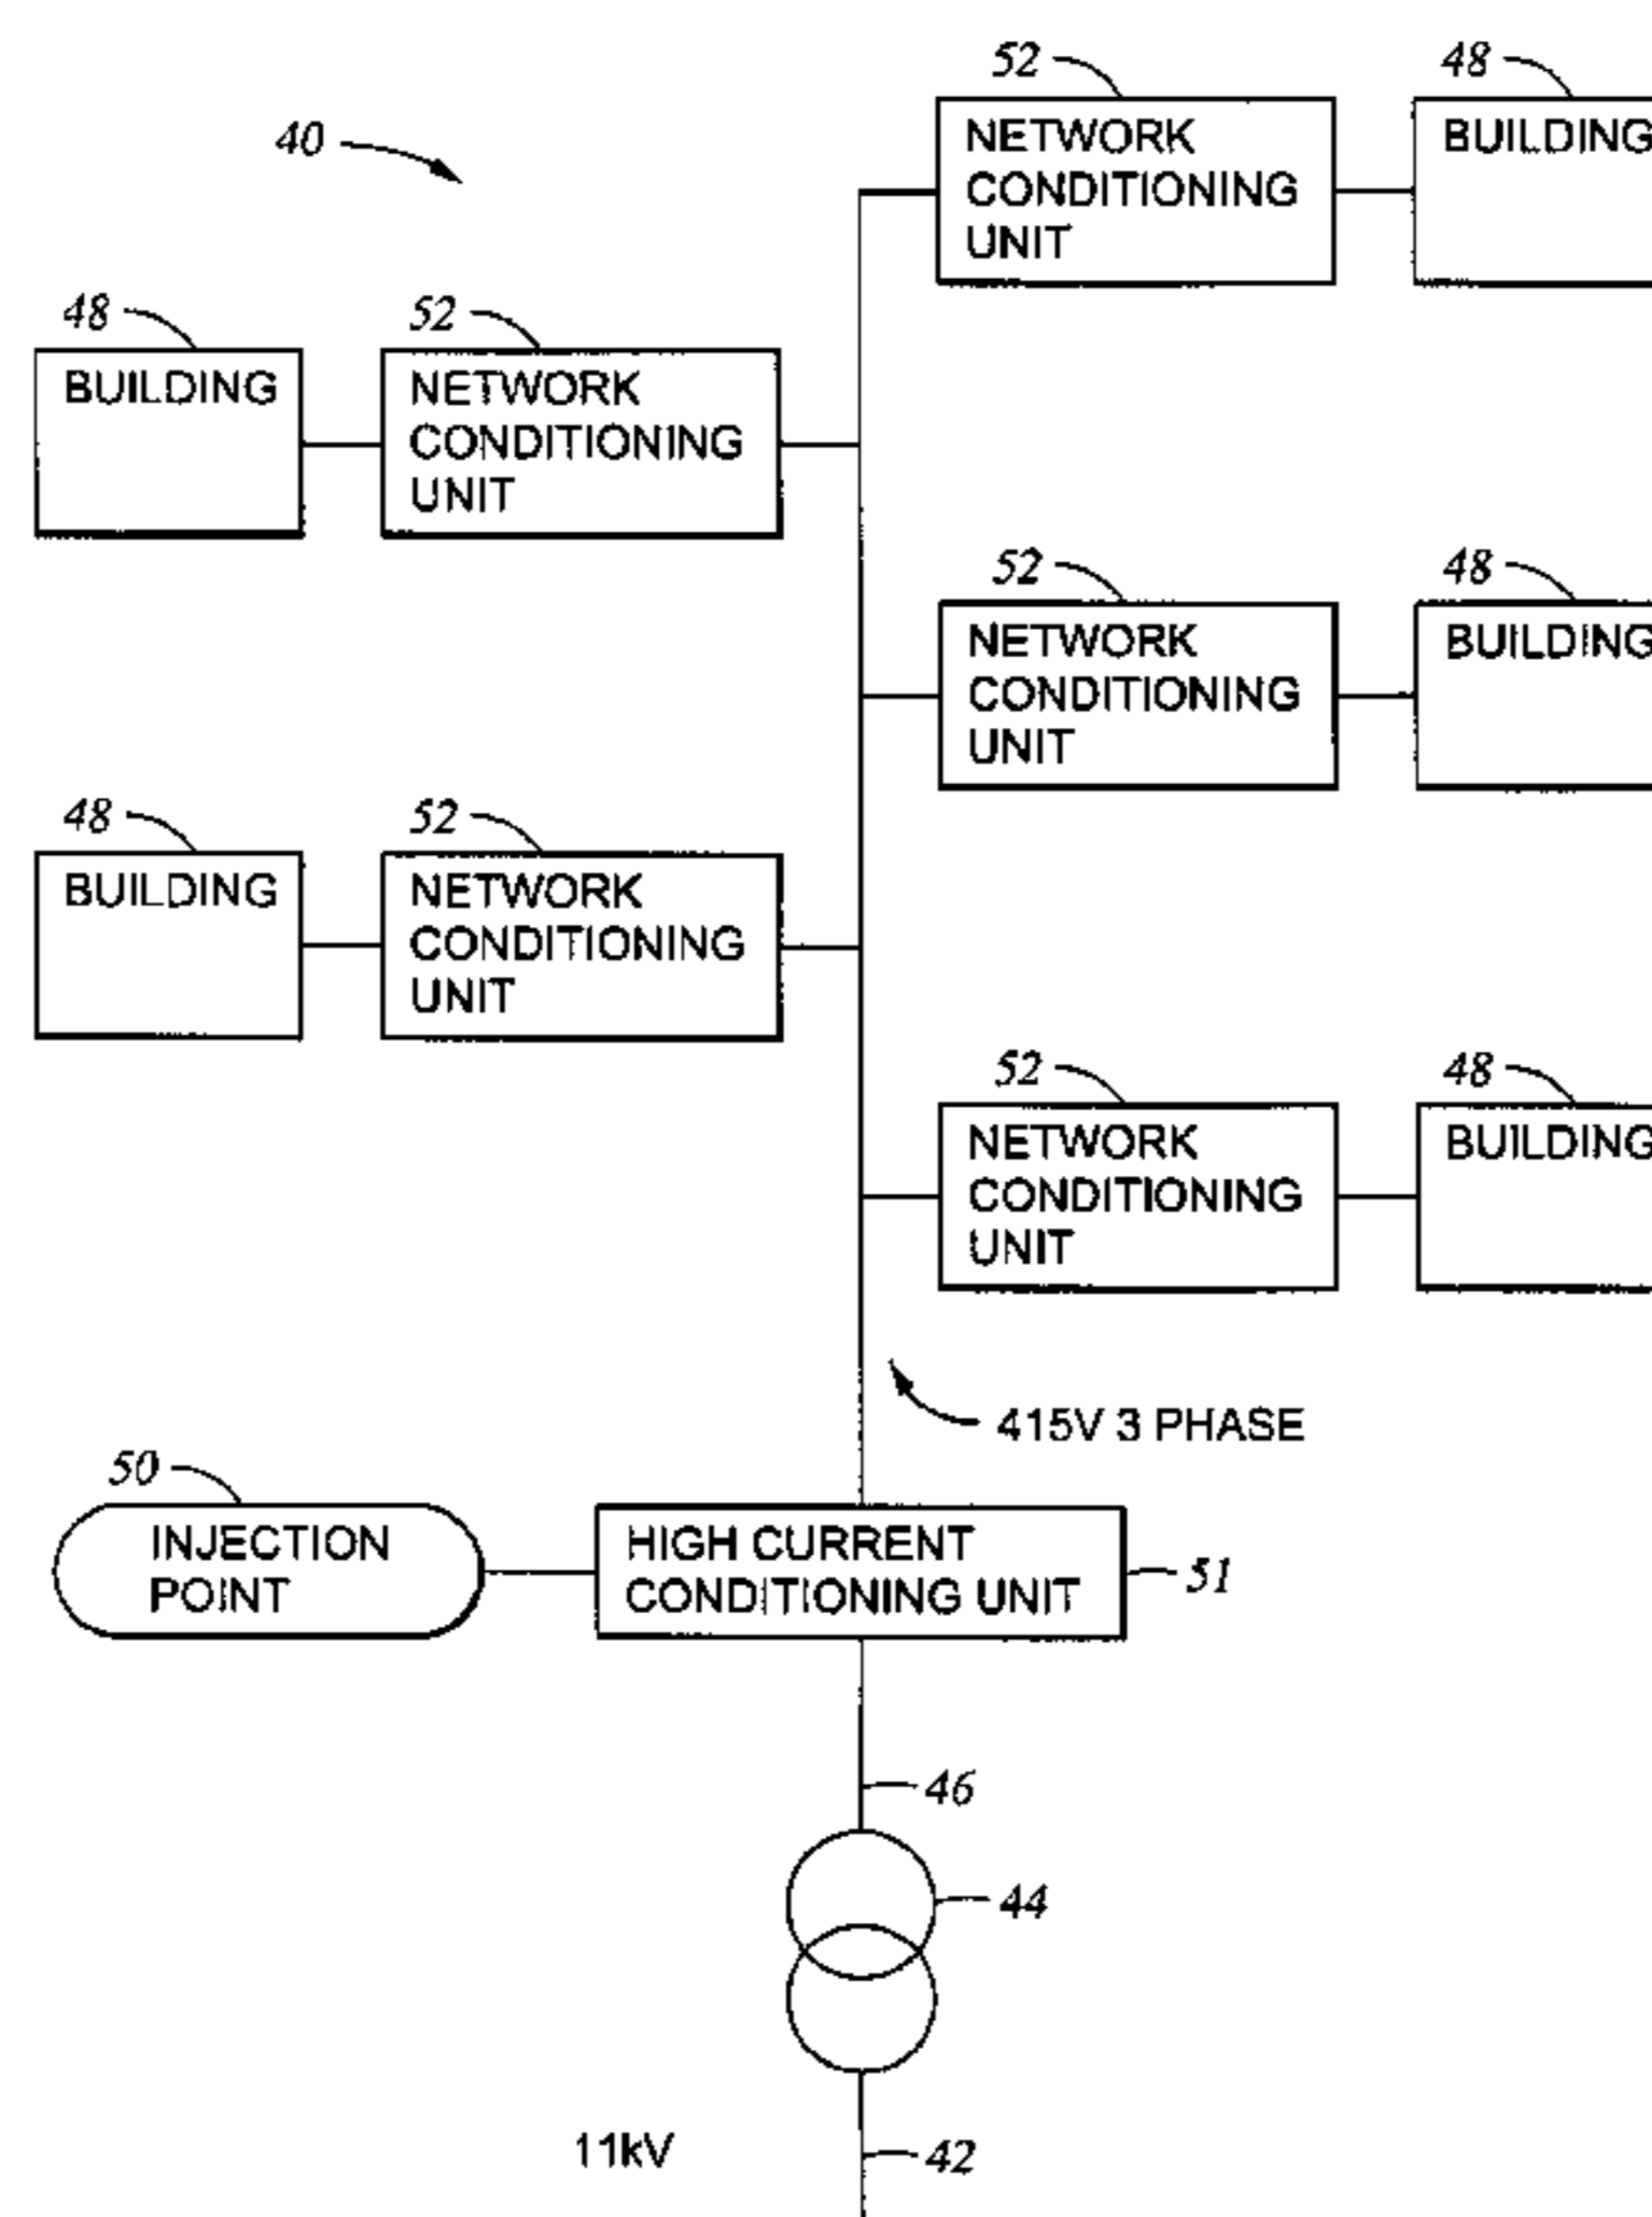 52
48
40
NETWORK
CONDITIONING
UNIT
BUILDING
48
52
BUILDING
NETWORK
CONDITIONING
UNIT
52
48
NETWORK
CONDITIONING
UNIT
BUILDING
48
52
BUILDING
NETWORK
CONDITIONING
UNIT
52
48
NETWORK
CONDITIONING
UNIT
BUILDING
415V 3 PHASE
50
INJECTION
POINT
HIGH CURRENT
CONDITIONING UNIT
51
46
44
11kV
42